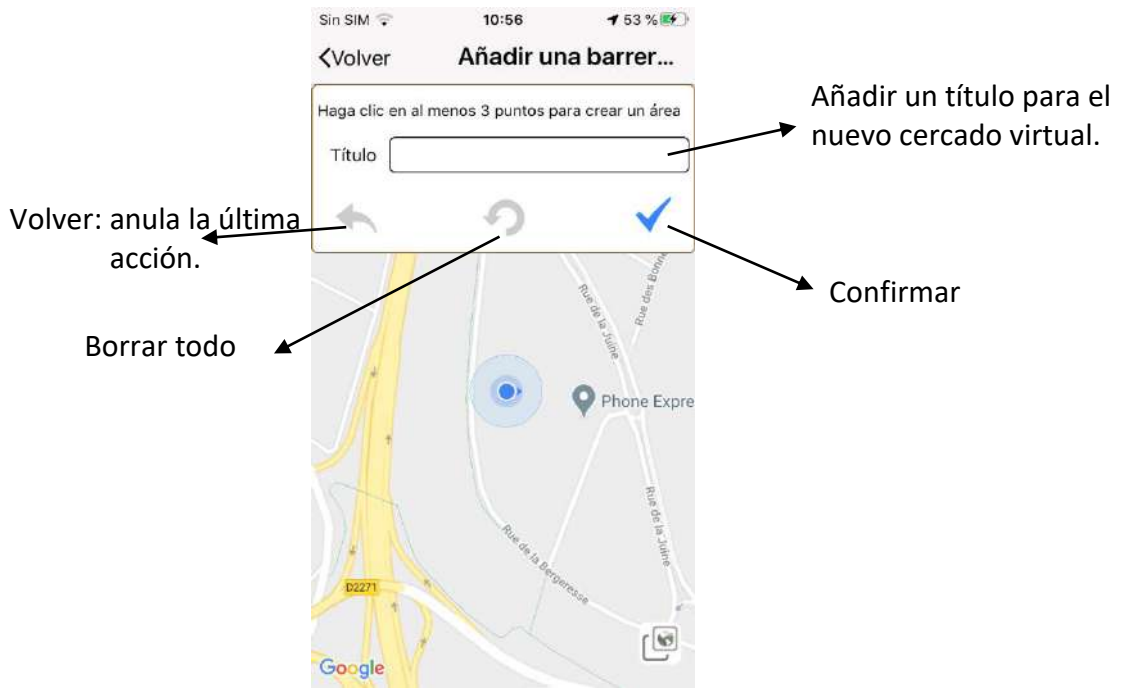 Sin SIM 10:56 53 %
Volver Añadir una barrer...
Haga clic en al menos 3 puntos para crear un área
Título
Añadir un título para el
nuevo cercado virtual.
Volver: anula la última
acción.
Confirmar
Borrar todo
Rue des Bonne
Rue de la Juine
Phone Expre
Rue de la Juine
Rue de la Bergeresse
D2271
Google